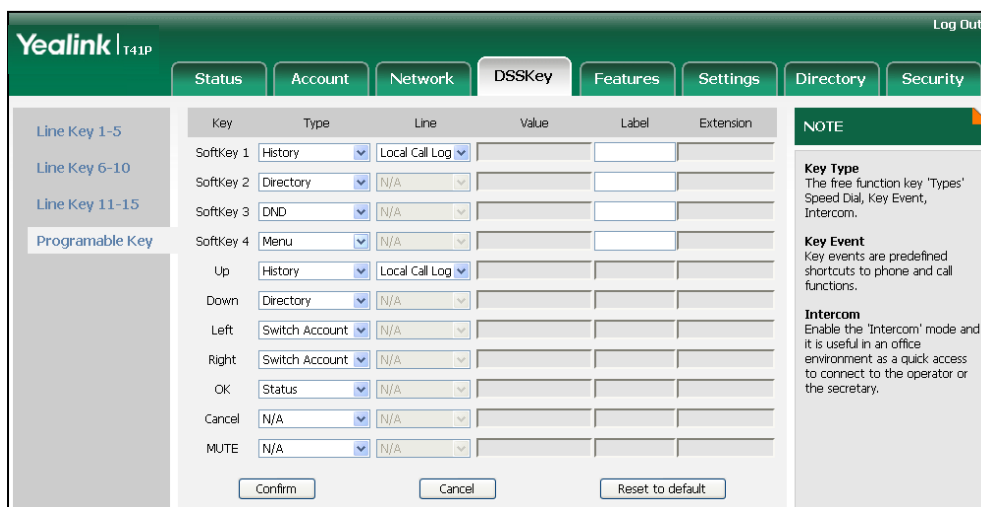 Log Out
Yealink T41P
Status Account Network DSSKey Features Settings Directory Security
Line Key 1-5
Line Key 6-10
Line Key 11-15
Programable Key
Key Type Line Value Label Extension
SoftKey 1 History Local Call Log
SoftKey 2 Directory N/A
SoftKey 3 DND N/A
SoftKey 4 Menu N/A
Up History Local Call Log
Down Directory N/A
Left Switch Account N/A
Right Switch Account N/A
OK Status N/A
Cancel N/A N/A
MUTE N/A N/A
Confirm Cancel Reset to default
NOTE
Key Type
The free function key 'Types'
Speed Dial, Key Event,
Intercom.
Key Event
Key events are predefined
shortcuts to phone and call
functions.
Intercom
Enable the 'Intercom' mode and
it is useful in an office
environment as a quick access
to connect to the operator or
the secretary.